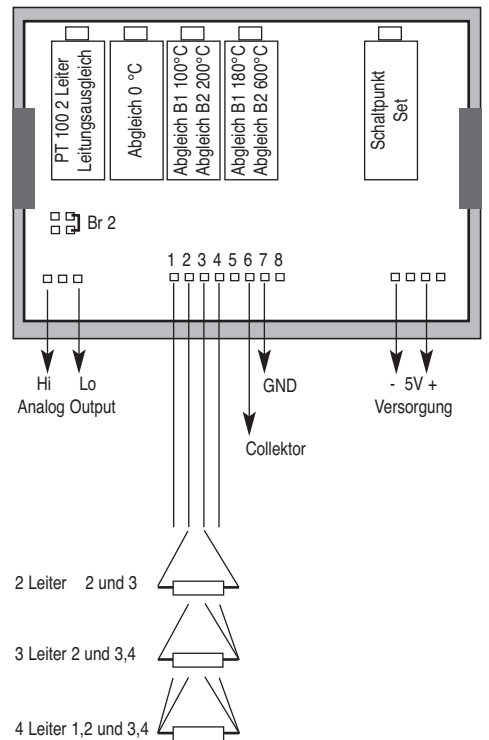 PT 100 2 Leiter
Leitungsausgleich
Abgleich 0 °C
Abgleich B1 100°C
Abgleich B2 200°C
Abgleich B1 180°C
Abgleich B2 600°C
Schaltpunkt
Set
Br 2
1 2 3 4 5 6 7 8
Hi Lo
Analog Output
GND
Collektor
- 5V +
Versorgung
2 Leiter 2 und 3
3 Leiter 2 und 3,4
4 Leiter 1,2 und 3,4